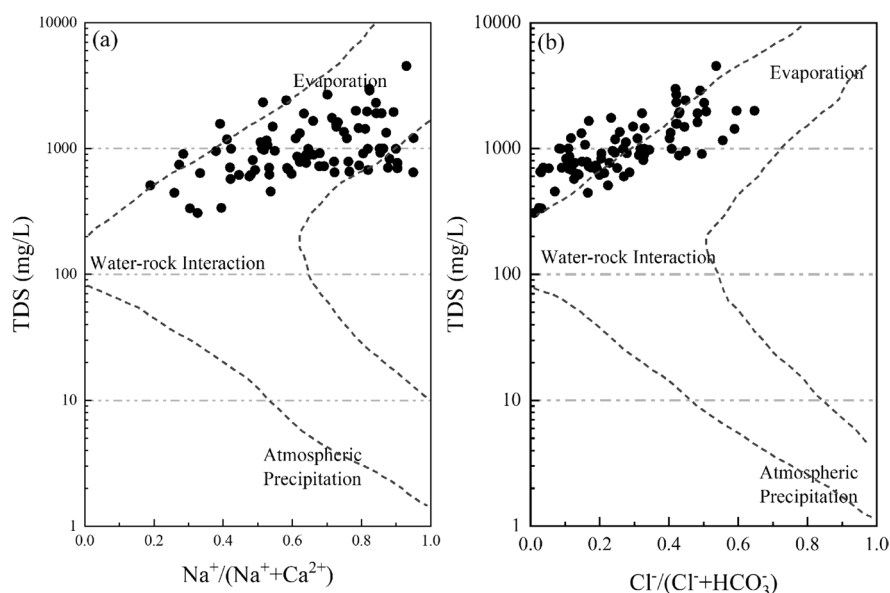 (a)
10000
1000
100
10
1
TDS (mg/L)
Evaporation
Water-rock Interaction
Atmospheric
Precipitation
0.0 0.2 0.4 0.6 0.8 1.0
Na⁺/(Na⁺+Ca²⁺)
(b)
10000
1000
100
10
1
TDS (mg/L)
Evaporation
Water-rock Interaction
Atmospheric
Precipitation
0.0 0.2 0.4 0.6 0.8 1.0
Cl⁻/(Cl⁻+HCO₃⁻)